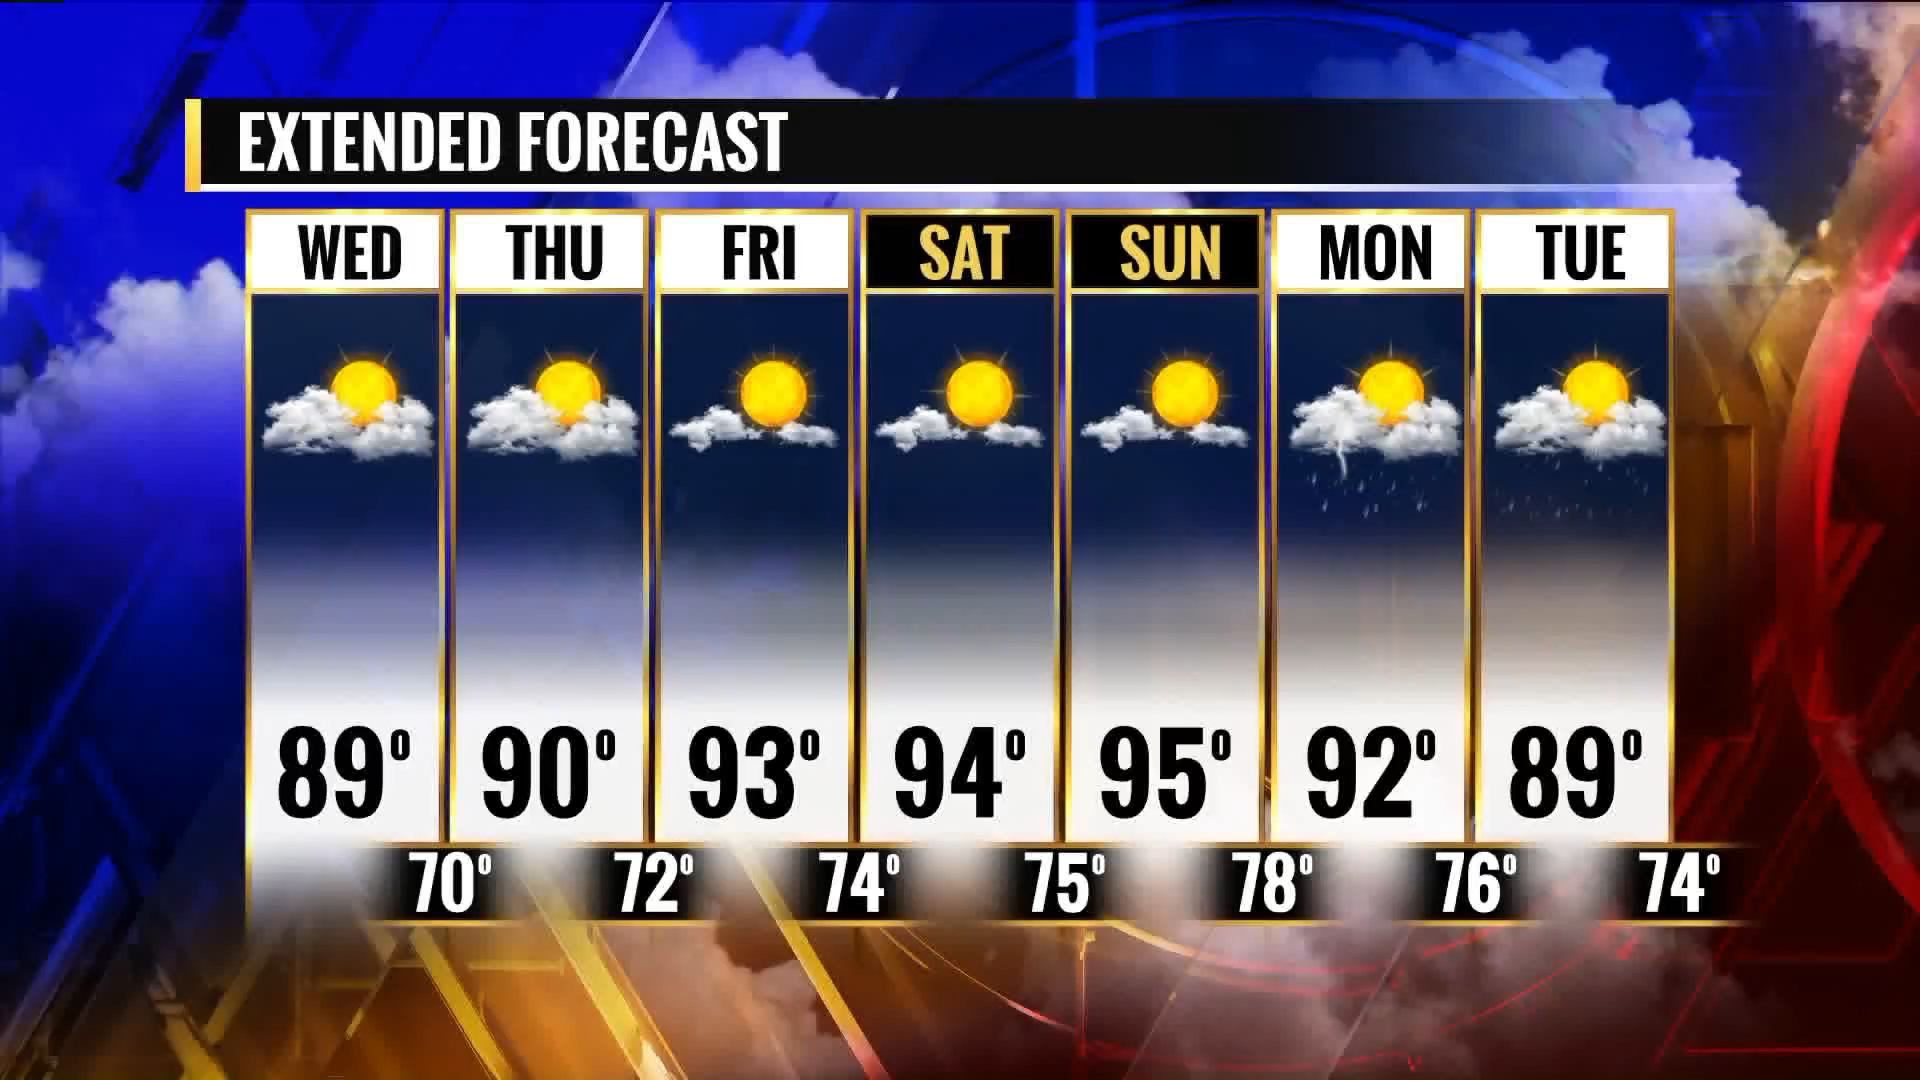 EXTENDED FORECAST
WED THU FRI SAT SUN MON TUE
89° 90° 93° 94° 95° 92° 89°
70° 72° 74° 75° 78° 76° 74°